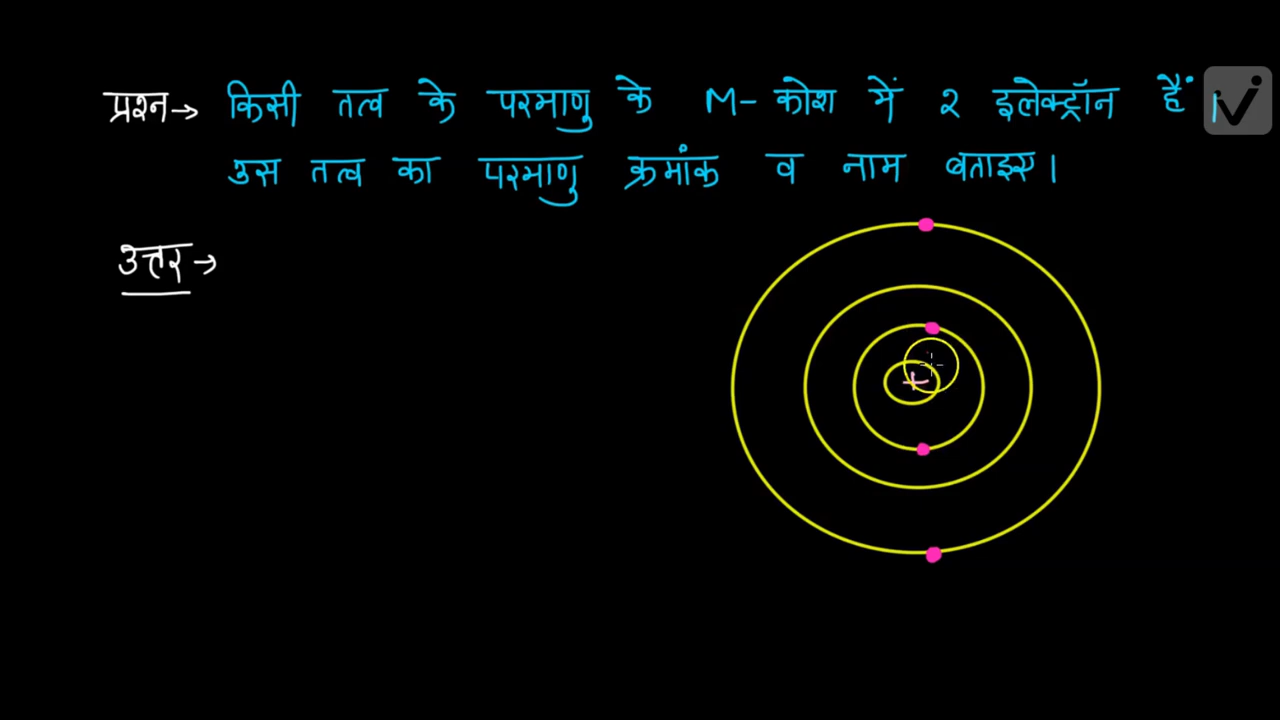 प्रश्न → किसी तत्व के परमाणु के M- कोश में 2 इलेक्ट्रॉन हैं।
उस तत्व का परमाणु क्रमांक व नाम बताइए।
उत्तर →
+